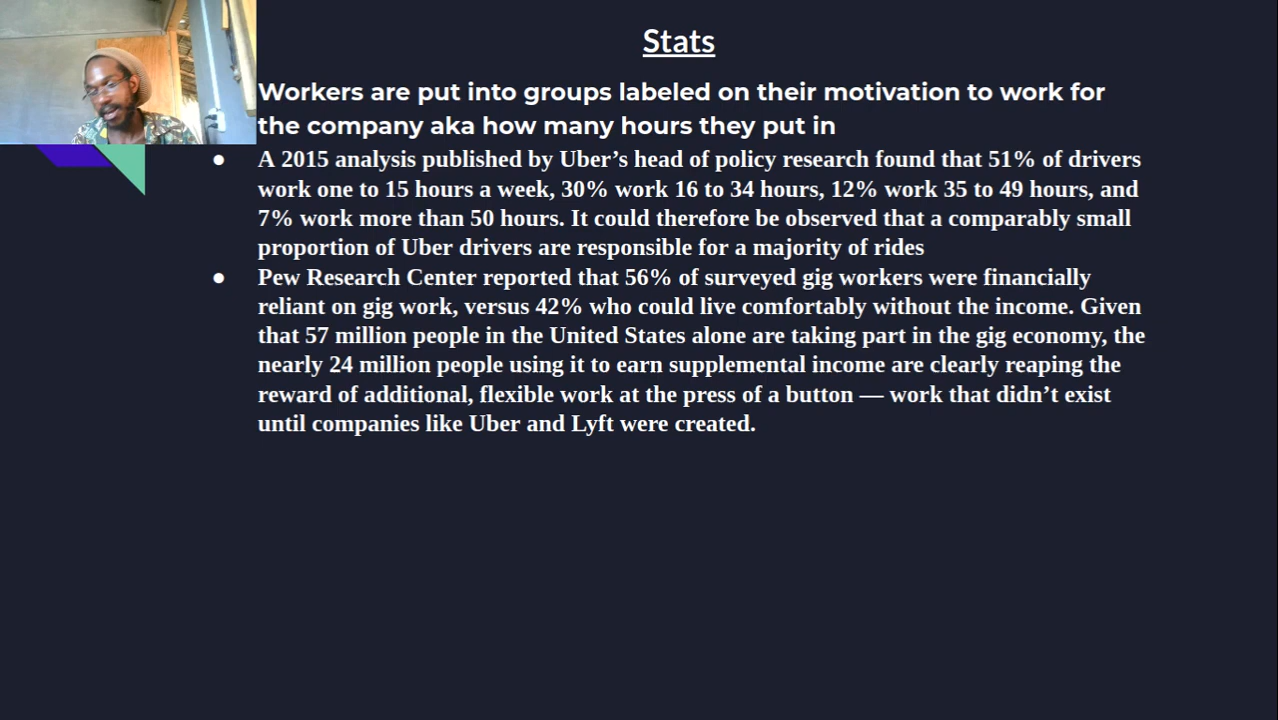 Stats
Workers are put into groups labeled on their motivation to work for
the company aka how many hours they put in
● A 2015 analysis published by Uber’s head of policy research found that 51% of drivers
work one to 15 hours a week, 30% work 16 to 34 hours, 12% work 35 to 49 hours, and
7% work more than 50 hours. It could therefore be observed that a comparably small
proportion of Uber drivers are responsible for a majority of rides
● Pew Research Center reported that 56% of surveyed gig workers were financially
reliant on gig work, versus 42% who could live comfortably without the income. Given
that 57 million people in the United States alone are taking part in the gig economy, the
nearly 24 million people using it to earn supplemental income are clearly reaping the
reward of additional, flexible work at the press of a button — work that didn’t exist
until companies like Uber and Lyft were created.